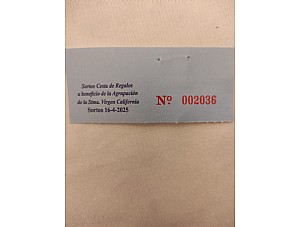 Sorteo Cesta de Regalos
a beneficio de la Agrupación
de la Stma. Virgen California
Sorteo 16-4-2025
Nº 002036